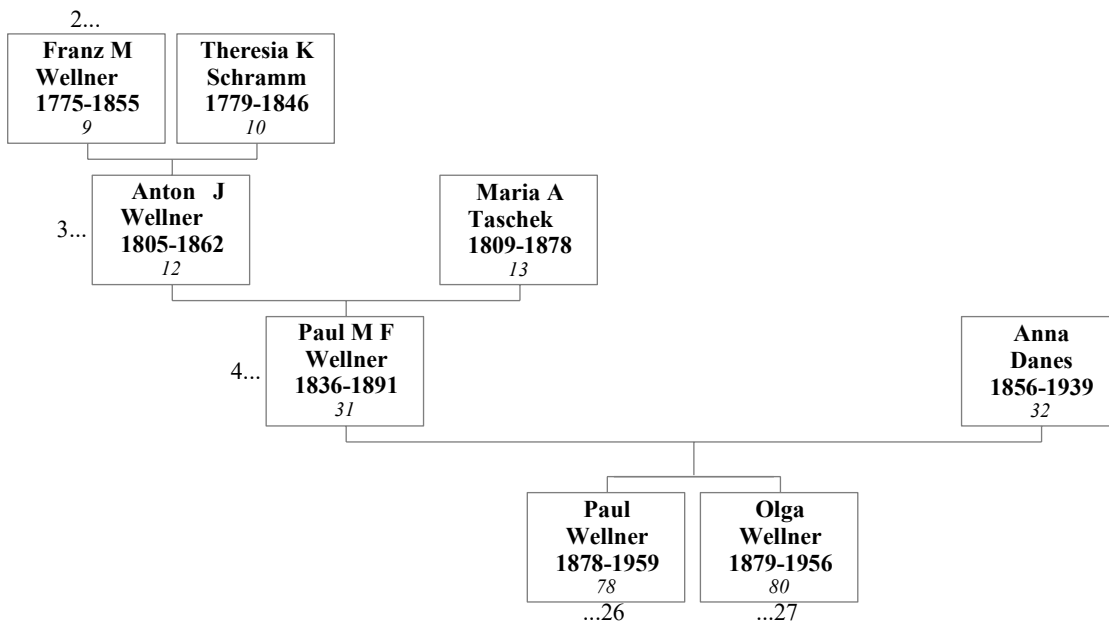 2...
Franz M
Wellner
1775-1855
9
Theresia K
Schramm
1779-1846
10
3...
Anton J
Wellner
1805-1862
12
Maria A
Taschek
1809-1878
13
4...
Paul M F
Wellner
1836-1891
31
Anna
Danes
1856-1939
32
Paul
Wellner
1878-1959
78
...26
Olga
Wellner
1879-1956
80
...27